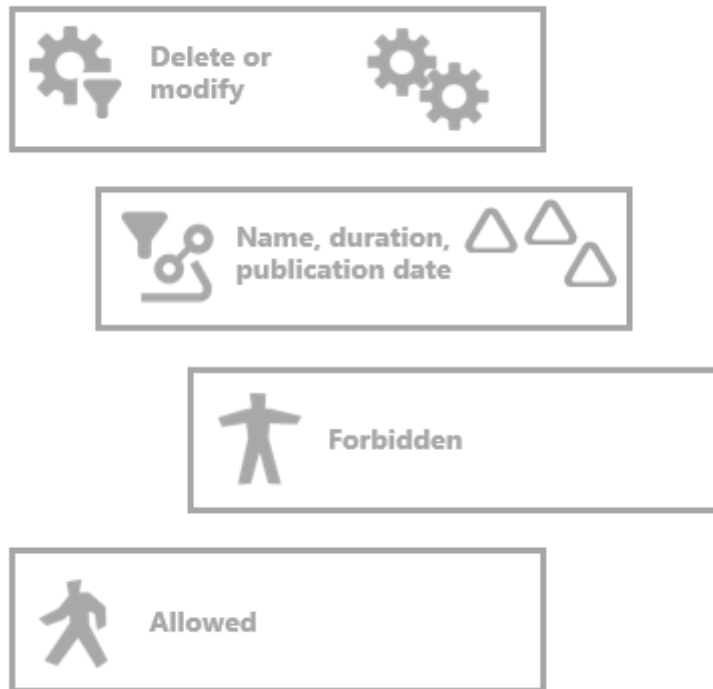 Delete or
modify
Name, duration,
publication date
Forbidden
Allowed